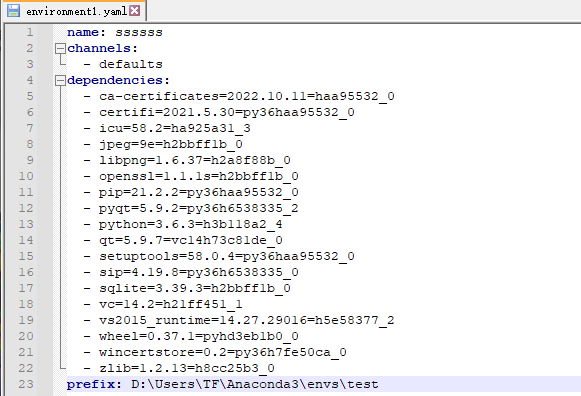 environment1.yaml
1 name: ssssss
2 channels:
3 - defaults
4 dependencies:
5 - ca-certificates=2022.10.11=haa95532_0
6 - certifi=2021.5.30=py36haa95532_0
7 - icu=58.2=ha925a31_3
8 - jpeg=9e=h2bbff1b_0
9 - libpng=1.6.37=h2a8f88b_0
10 - openssl=1.1.1s=h2bbff1b_0
11 - pip=21.2.2=py36haa95532_0
12 - pyqt=5.9.2=py36h6538335_2
13 - python=3.6.3=h3b118a2_4
14 - qt=5.9.7=vc14h73c81de_0
15 - setuptools=58.0.4=py36haa95532_0
16 - sip=4.19.8=py36h6538335_0
17 - sqlite=3.39.3=h2bbff1b_0
18 - vc=14.2=h21ff451_1
19 - vs2015_runtime=14.27.29016=h5e58377_2
20 - wheel=0.37.1=pyhd3eb1b0_0
21 - wincertstore=0.2=py36h7fe50ca_0
22 - zlib=1.2.13=h8cc25b3_0
23 prefix: D:\Users\TF\Anaconda3\envs\test